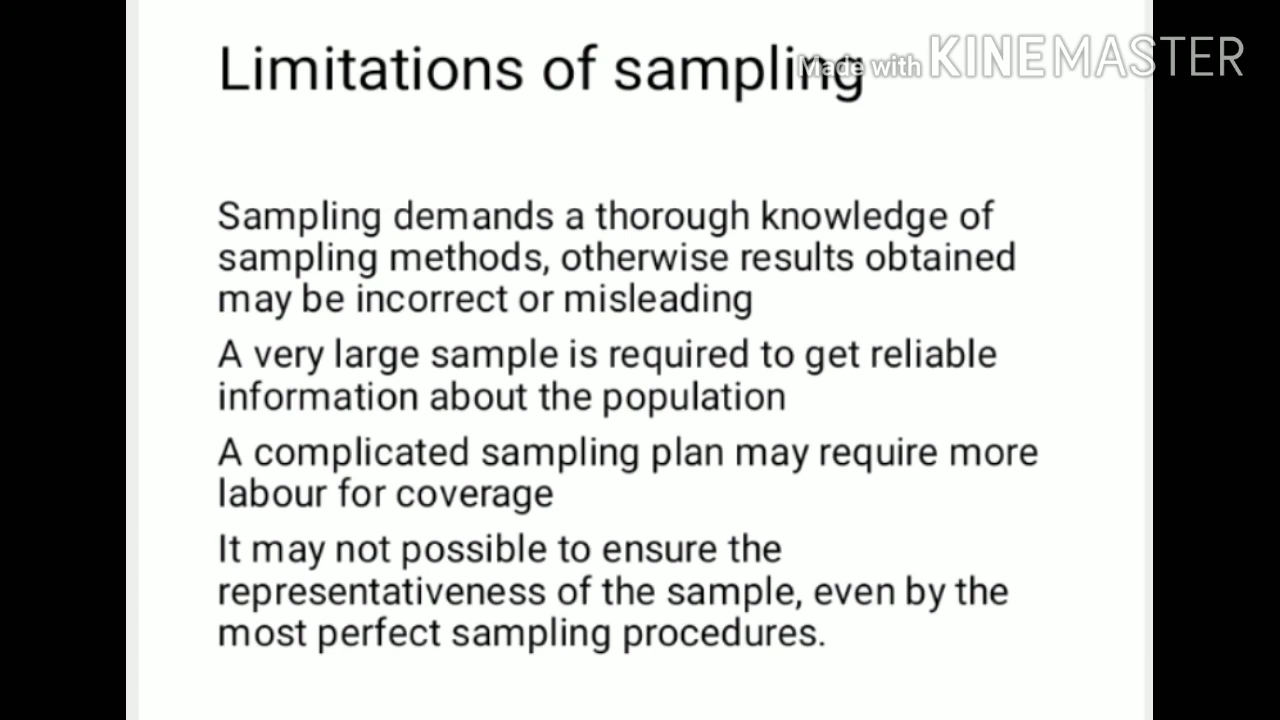 Limitations of sampling
Made with KINEMASTER
Sampling demands a thorough knowledge of
sampling methods, otherwise results obtained
may be incorrect or misleading
A very large sample is required to get reliable
information about the population
A complicated sampling plan may require more
labour for coverage
It may not possible to ensure the
representativeness of the sample, even by the
most perfect sampling procedures.